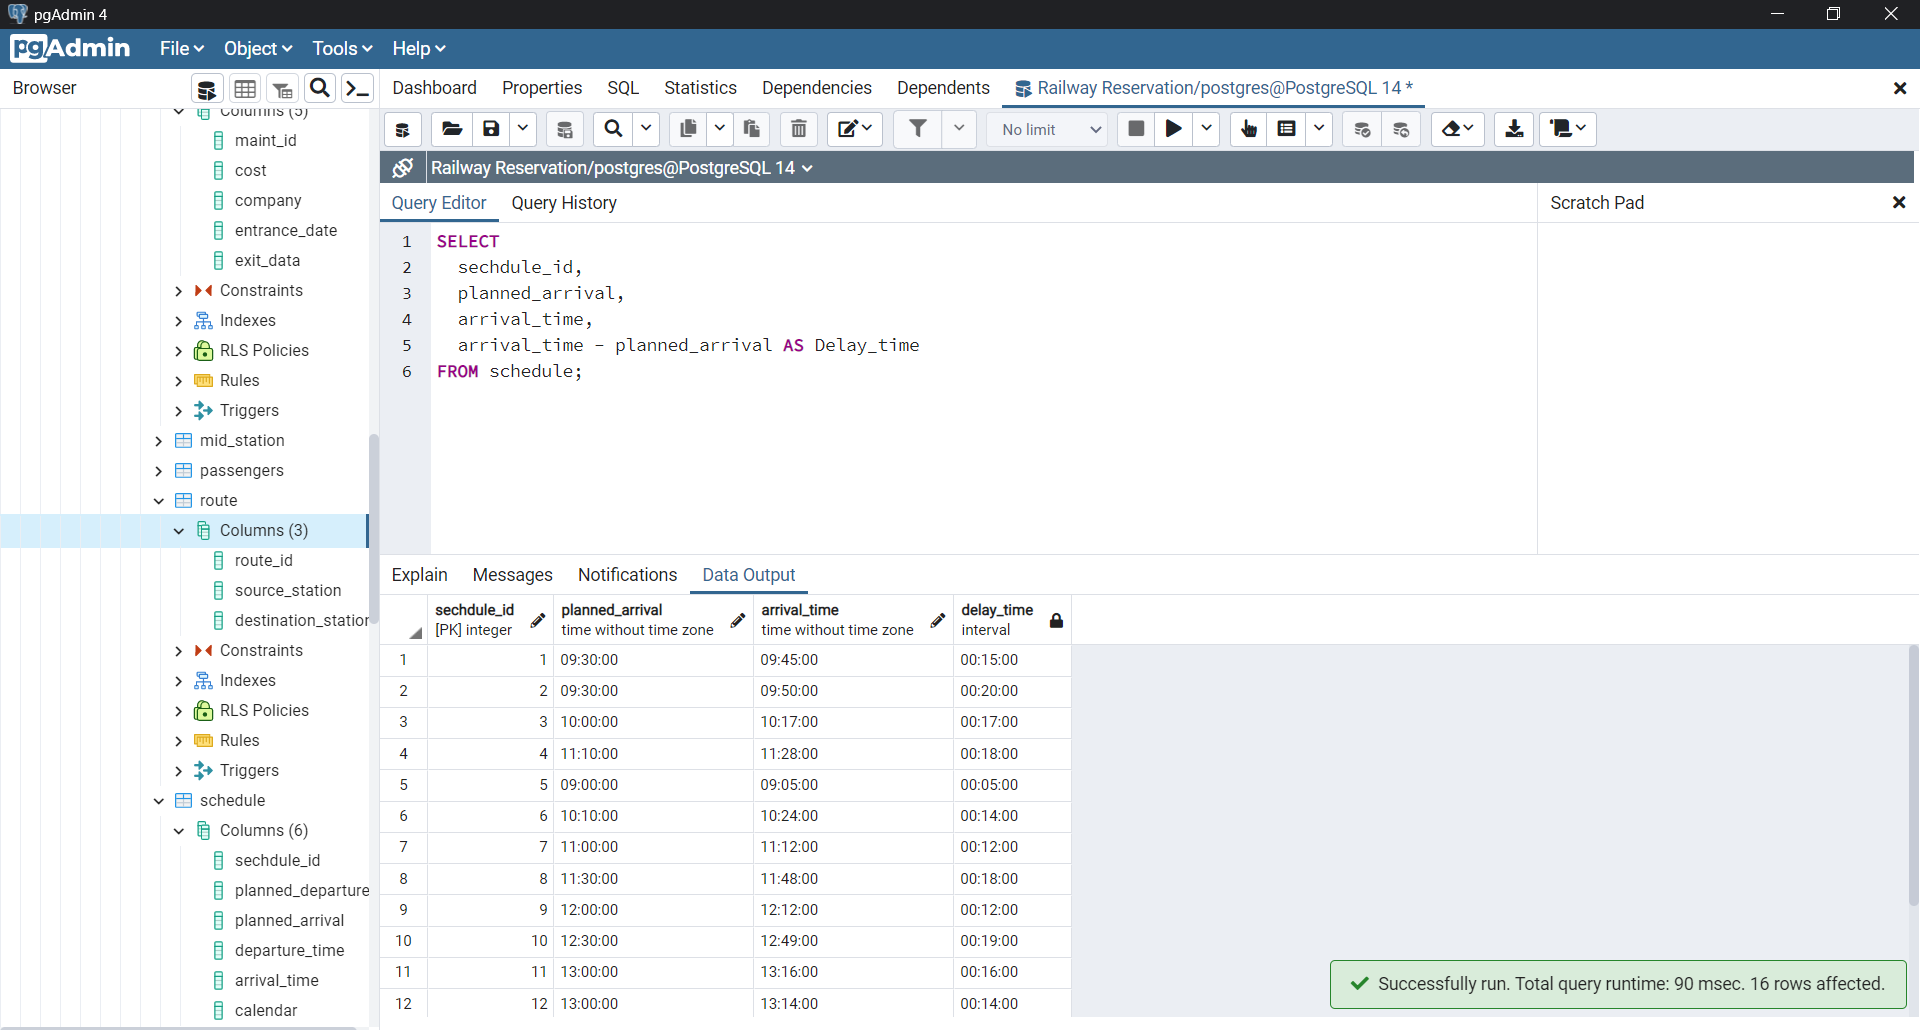 pgAdmin 4
pgAdmin File Object Tools Help
Browser
Dashboard Properties SQL Statistics Dependencies Dependents Railway Reservation/postgres@PostgreSQL 14 *
No limit
Railway Reservation/postgres@PostgreSQL 14
Query Editor Query History
Scratch Pad
Columns (5)
maint_id
cost
company
entrance_date
exit_data
Constraints
Indexes
RLS Policies
Rules
Triggers
mid_station
passengers
route
Columns (3)
route_id
source_station
destination_station
Constraints
Indexes
RLS Policies
Rules
Triggers
schedule
Columns (6)
sechdule_id
planned_departure
planned_arrival
departure_time
arrival_time
calendar
1 SELECT
2 sechdule_id,
3 planned_arrival,
4 arrival_time,
5 arrival_time - planned_arrival AS Delay_time
6 FROM schedule;
Explain Messages Notifications Data Output
sechdule_id planned_arrival arrival_time delay_time
[PK] integer time without time zone time without time zone interval
1 1 09:30:00 09:45:00 00:15:00
2 2 09:30:00 09:50:00 00:20:00
3 3 10:00:00 10:17:00 00:17:00
4 4 11:10:00 11:28:00 00:18:00
5 5 09:00:00 09:05:00 00:05:00
6 6 10:10:00 10:24:00 00:14:00
7 7 11:00:00 11:12:00 00:12:00
8 8 11:30:00 11:48:00 00:18:00
9 9 12:00:00 12:12:00 00:12:00
10 10 12:30:00 12:49:00 00:19:00
11 11 13:00:00 13:16:00 00:16:00
12 12 13:00:00 13:14:00 00:14:00
Successfully run. Total query runtime: 90 msec. 16 rows affected.